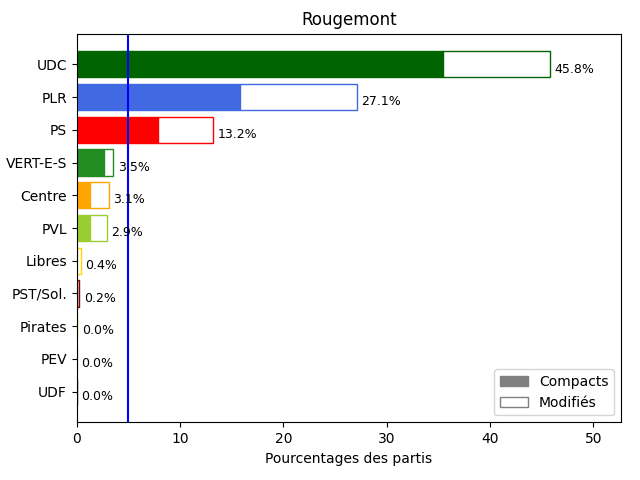 Rougemont
UDC
45.8%
PLR
27.1%
PS
13.2%
VERT-E-S
3.5%
Centre
3.1%
PVL
2.9%
Libres
0.4%
PST/Sol.
0.2%
Pirates
0.0%
PEV
0.0%
UDF
0.0%
Compacts
Modifiés
0 10 20 30 40 50
Pourcentages des partis